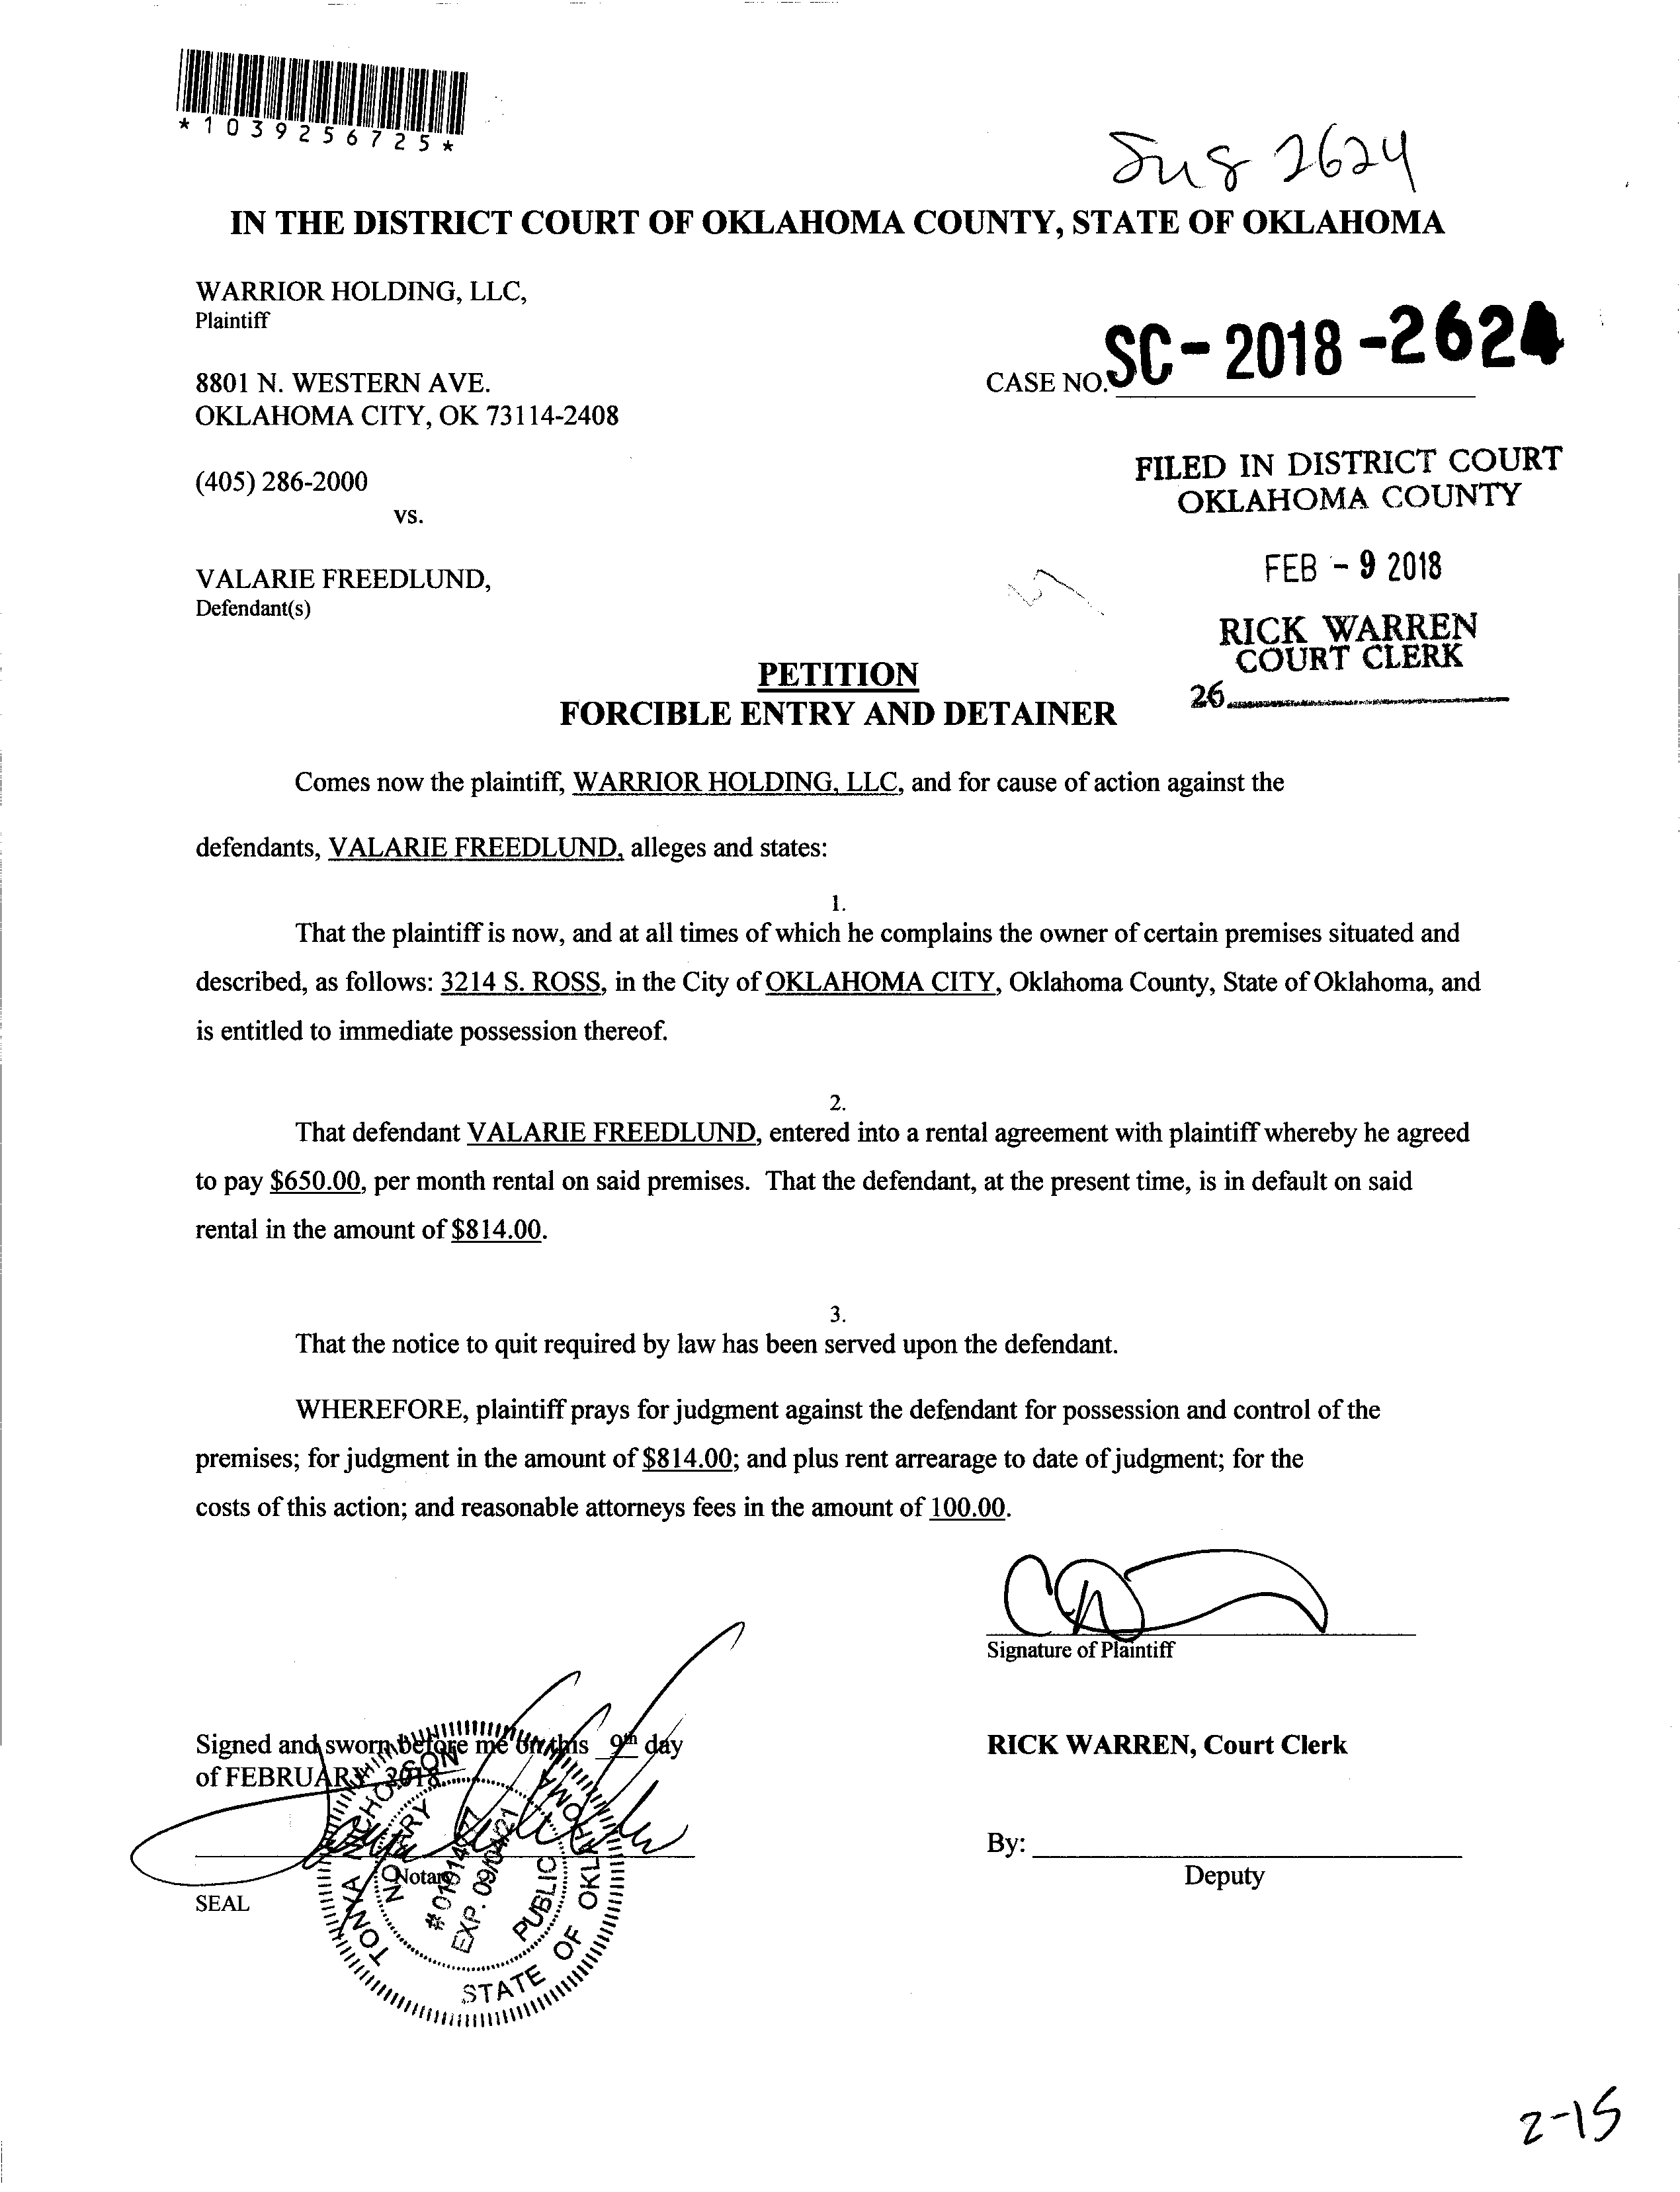 *1039256725*
2624
IN THE DISTRICT COURT OF OKLAHOMA COUNTY, STATE OF OKLAHOMA
WARRIOR HOLDING, LLC,
Plaintiff
8801 N. WESTERN AVE.
OKLAHOMA CITY, OK 73114-2408
CASE NO. SC-2018-2624
(405) 286-2000
vs.
FILED IN DISTRICT COURT
OKLAHOMA COUNTY
FEB - 9 2018
VALARIE FREEDLUND,
Defendant(s)
RICK WARREN
COURT CLERK
26
PETITION
FORCIBLE ENTRY AND DETAINER
Comes now the plaintiff, WARRIOR HOLDING, LLC, and for cause of action against the
defendants, VALARIE FREEDLUND, alleges and states:
1.
That the plaintiff is now, and at all times of which he complains the owner of certain premises situated and
described, as follows: 3214 S. ROSS, in the City of OKLAHOMA CITY, Oklahoma County, State of Oklahoma, and
is entitled to immediate possession thereof.
2.
That defendant VALARIE FREEDLUND, entered into a rental agreement with plaintiff whereby he agreed
to pay $650.00, per month rental on said premises. That the defendant, at the present time, is in default on said
rental in the amount of $814.00.
3.
That the notice to quit required by law has been served upon the defendant.
WHEREFORE, plaintiff prays for judgment against the defendant for possession and control of the
premises; for judgment in the amount of $814.00; and plus rent arrearage to date of judgment; for the
costs of this action; and reasonable attorneys fees in the amount of 100.00.
Signature of Plaintiff
Signed and sworn before me on this 9th day
of FEBRUARY, 2018.
RICK WARREN, Court Clerk
By:
Deputy
Notary
SEAL
TONYA NICHOLSON
NOTARY PUBLIC
EXP. 09/04/21
STATE OF OKLAHOMA
2-15